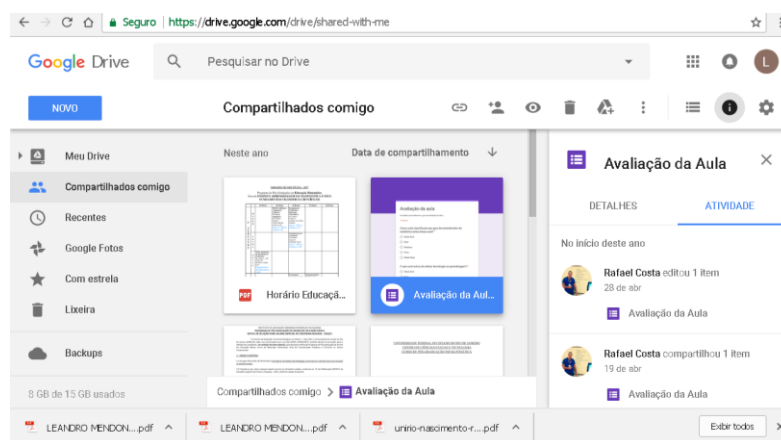 Seguro | https://drive.google.com/drive/shared-with-me
Google Drive
Pesquisar no Drive
L
NOVO
Compartilhados comigo
Meu Drive
Compartilhados comigo
Recentes
Google Fotos
Com estrela
Lixeira
Backups
8 GB de 15 GB usados
Neste ano
Data de compartilhamento
Avaliação da aula
PDF
Horário Educaçã...
Avaliação da Aul...
Compartilhados comigo > Avaliação da Aula
Avaliação da Aula
DETALHES
ATIVIDADE
No início deste ano
Rafael Costa editou 1 item
28 de abr
Avaliação da Aula
Rafael Costa compartilhou 1 item
19 de abr
Avaliação da Aula
LEANDRO MENDON....pdf
LEANDRO MENDON....pdf
unirio-nascimento-r....pdf
Exibir todos